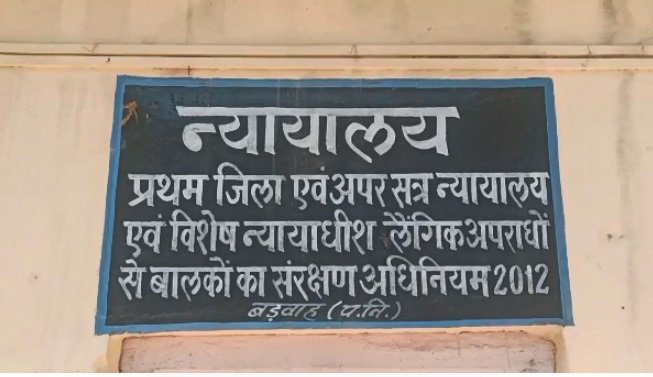 न्यायालय
प्रथम जिला एवं अपर सत्र न्यायालय
एवं विशेष न्यायाधीश लैंगिक अपराधों
से बालकों का संरक्षण अधिनियम 2012
बड़वाह (प.नि.)